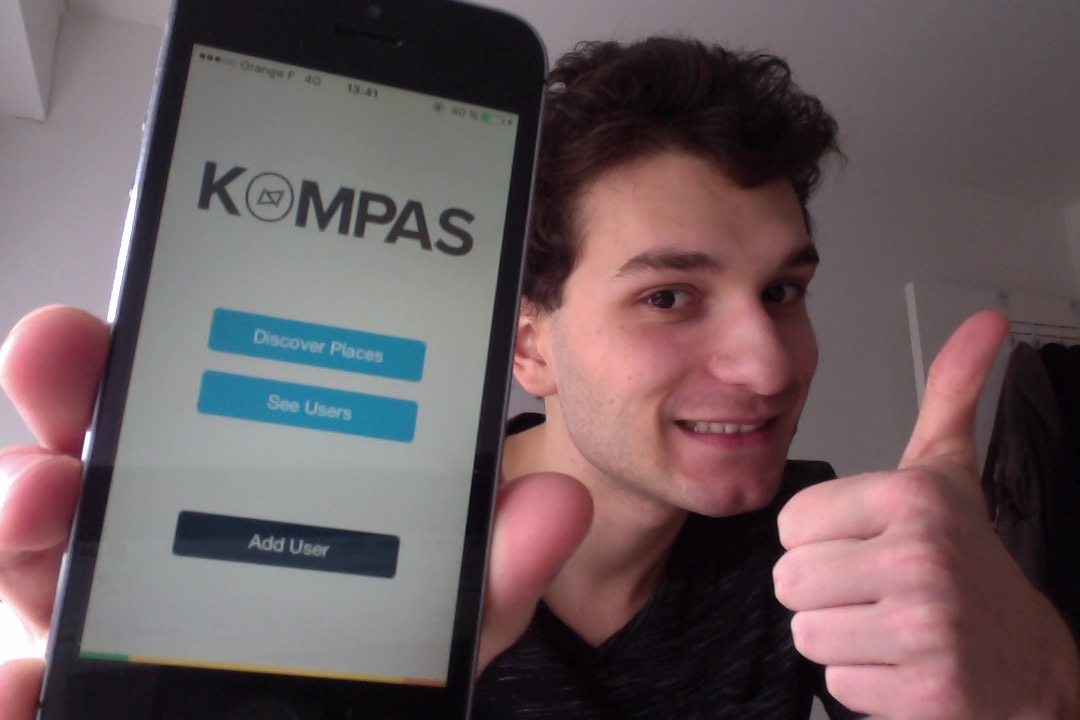 Orange F 4G 13:41 40 %
KOMPAS
Discover Places
See Users
Add User